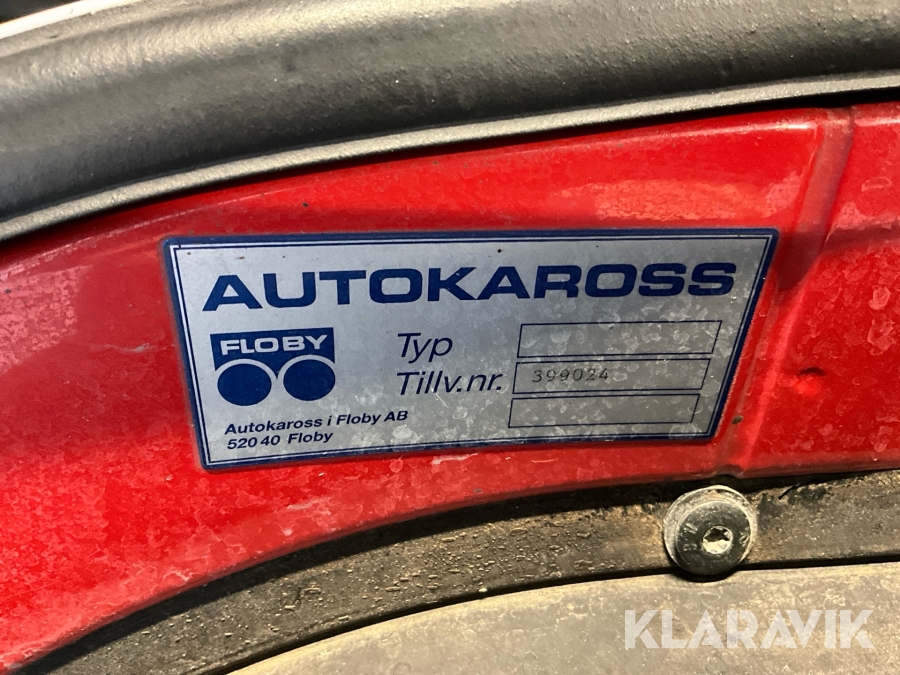 AUTOKAROSS
FLOBY
Typ
Tillv.nr. 399024
Autokaross i Floby AB
520 40 Floby
KLARAVIK